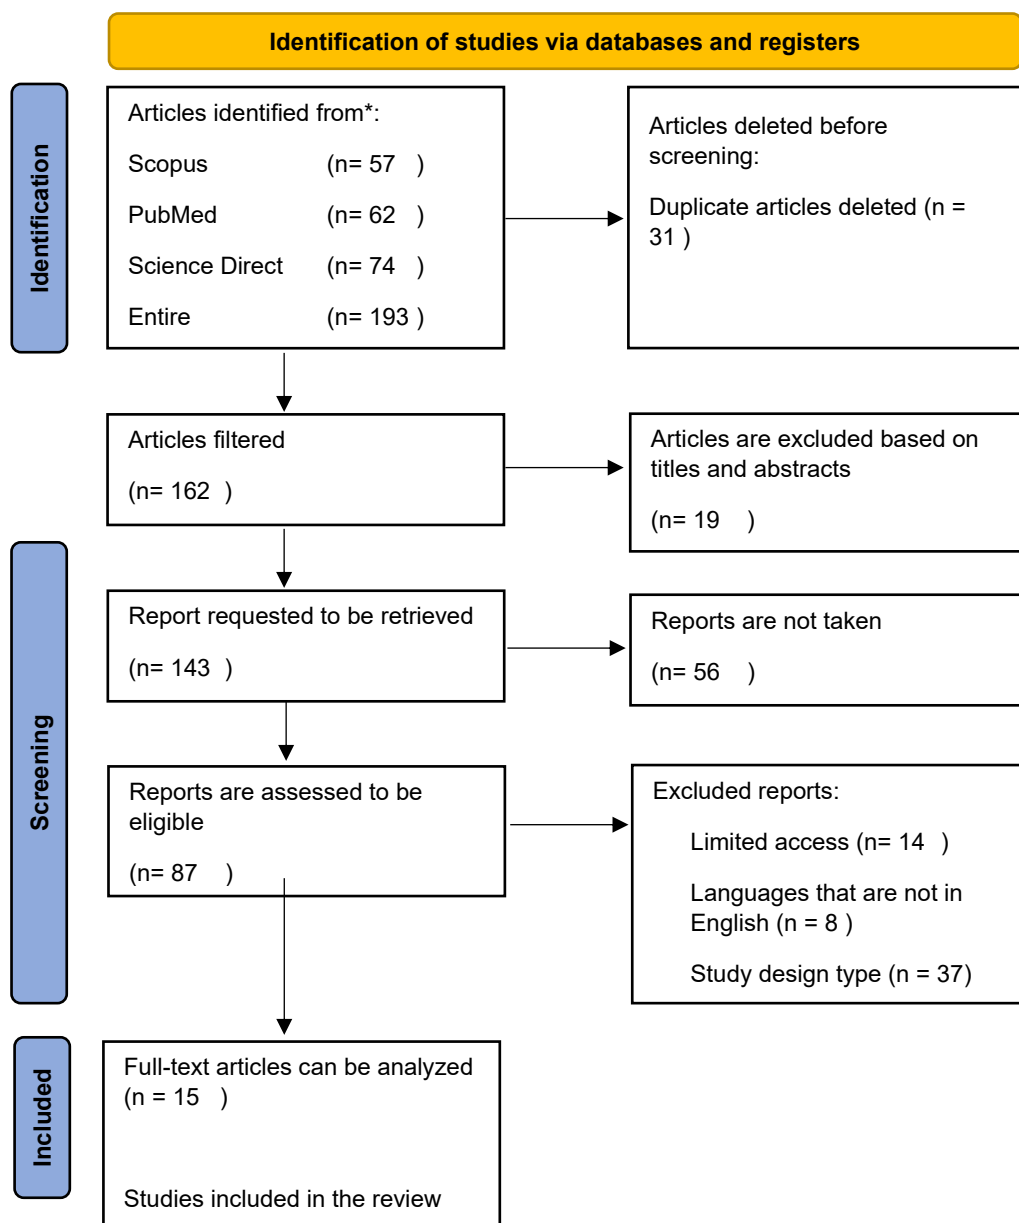 Identification of studies via databases and registers
Identification
Articles identified from*:
Scopus (n= 57 )
PubMed (n= 62 )
Science Direct (n= 74 )
Entire (n= 193 )
Articles deleted before
screening:
Duplicate articles deleted (n =
31 )
Articles filtered
(n= 162 )
Articles are excluded based on
titles and abstracts
(n= 19 )
Screening
Report requested to be retrieved
(n= 143 )
Reports are not taken
(n= 56 )
Reports are assessed to be
eligible
(n= 87 )
Excluded reports:
Limited access (n= 14 )
Languages that are not in
English (n = 8 )
Study design type (n = 37)
Included
Full-text articles can be analyzed
(n = 15 )
Studies included in the review